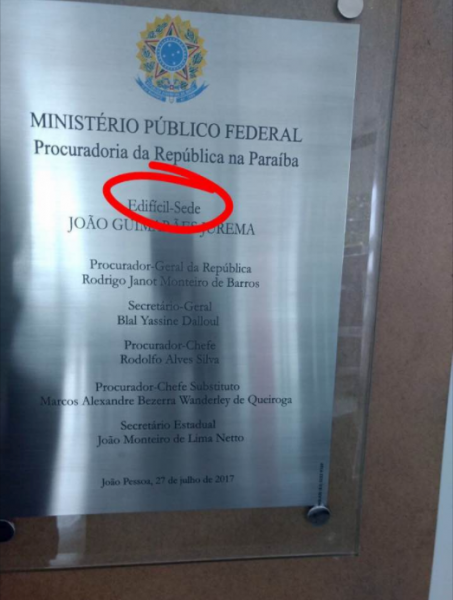 MINISTÉRIO PÚBLICO FEDERAL
Procuradoria da República na Paraíba
Edifícil-Sede
JOÃO GUIMARÃES JUREMA
Procurador-Geral da República
Rodrigo Janot Monteiro de Barros
Secretário-Geral
Blal Yassine Dalloul
Procurador-Chefe
Rodolfo Alves Silva
Procurador-Chefe Substituto
Marcos Alexandre Bezerra Wanderley de Queiroga
Secretário Estadual
João Monteiro de Lima Netto
João Pessoa, 27 de julho de 2017